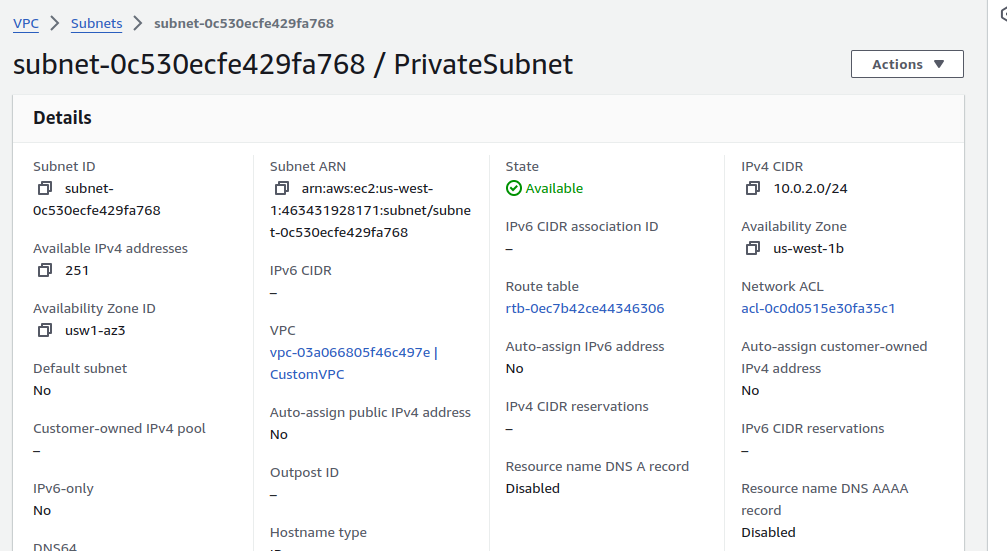 VPC > Subnets > subnet-0c530ecfe429fa768
subnet-0c530ecfe429fa768 / PrivateSubnet
Actions
Details
Subnet ID
subnet-
0c530ecfe429fa768
Available IPv4 addresses
251
Availability Zone ID
usw1-az3
Default subnet
No
Customer-owned IPv4 pool
–
IPv6-only
No
DNS64
Subnet ARN
arn:aws:ec2:us-west-
1:463431928171:subnet/subne
t-0c530ecfe429fa768
IPv6 CIDR
–
VPC
vpc-03a066805f46c497e |
CustomVPC
Auto-assign public IPv4 address
No
Outpost ID
–
Hostname type
State
Available
IPv6 CIDR association ID
–
Route table
rtb-0ec7b42ce44346306
Auto-assign IPv6 address
No
IPv4 CIDR reservations
–
Resource name DNS A record
Disabled
IPv4 CIDR
10.0.2.0/24
Availability Zone
us-west-1b
Network ACL
acl-0c0d0515e30fa35c1
Auto-assign customer-owned
IPv4 address
No
IPv6 CIDR reservations
–
Resource name DNS AAAA
record
Disabled